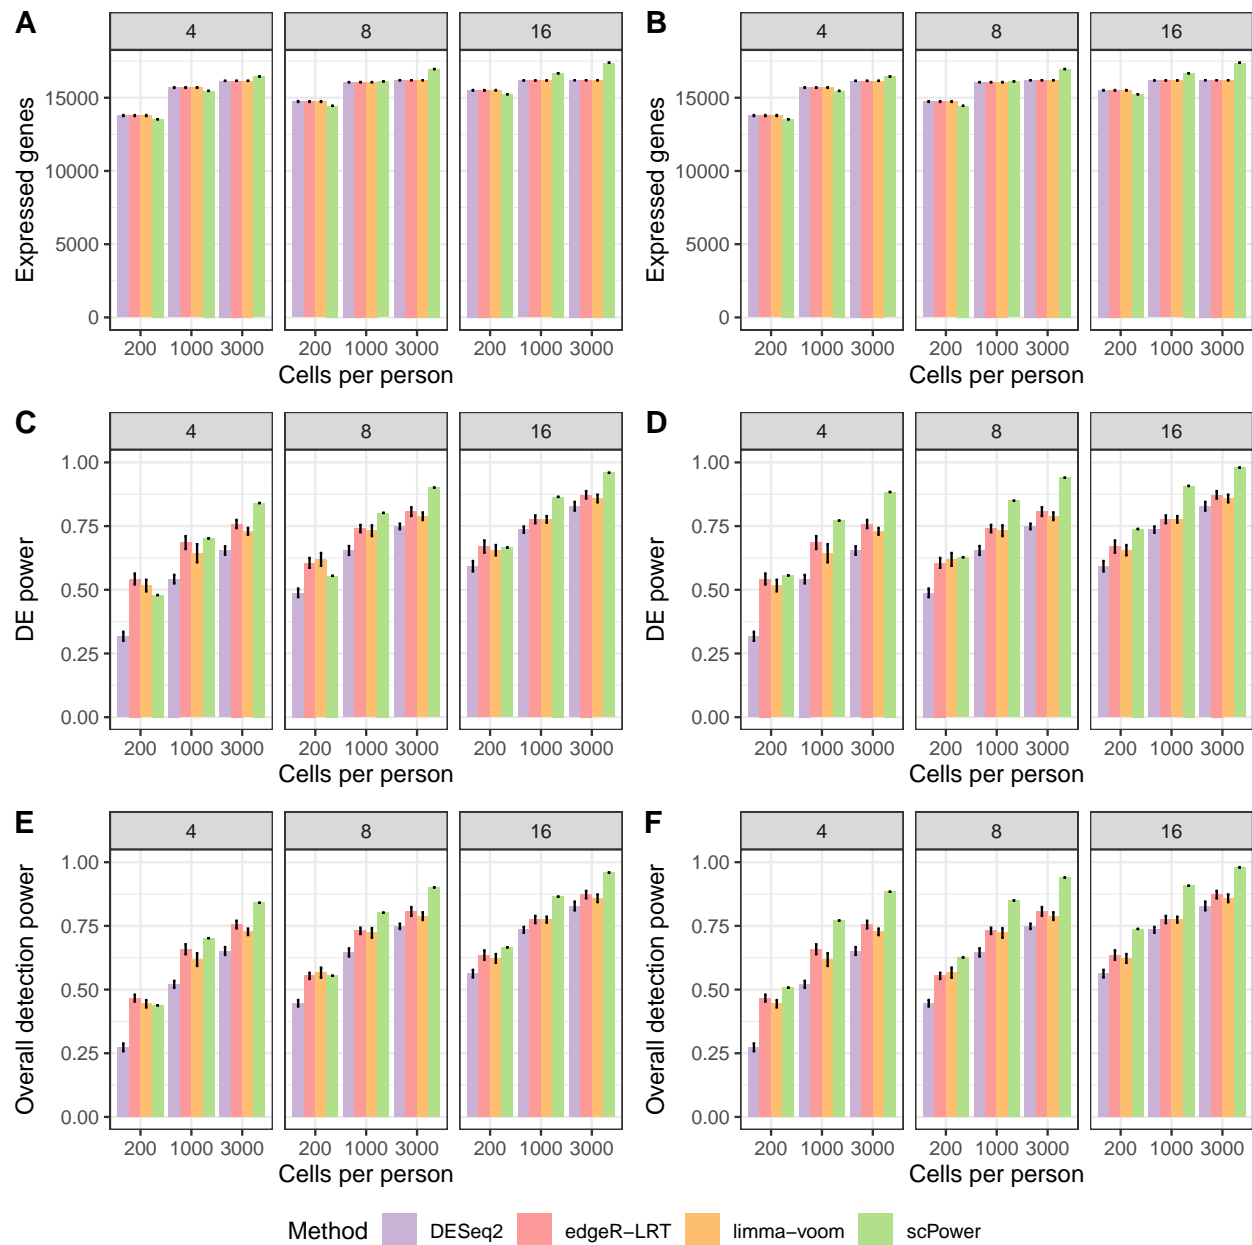 A
4
8
16
Expressed genes
15000
10000
5000
0
200 1000 3000
200 1000 3000
200 1000 3000
Cells per person
B
4
8
16
Expressed genes
15000
10000
5000
0
200 1000 3000
200 1000 3000
200 1000 3000
Cells per person
C
4
8
16
DE power
1.00
0.75
0.50
0.25
0.00
200 1000 3000
200 1000 3000
200 1000 3000
Cells per person
D
4
8
16
DE power
1.00
0.75
0.50
0.25
0.00
200 1000 3000
200 1000 3000
200 1000 3000
Cells per person
E
4
8
16
Overall detection power
1.00
0.75
0.50
0.25
0.00
200 1000 3000
200 1000 3000
200 1000 3000
Cells per person
F
4
8
16
Overall detection power
1.00
0.75
0.50
0.25
0.00
200 1000 3000
200 1000 3000
200 1000 3000
Cells per person
Method DESeq2 edgeR−LRT limma−voom scPower